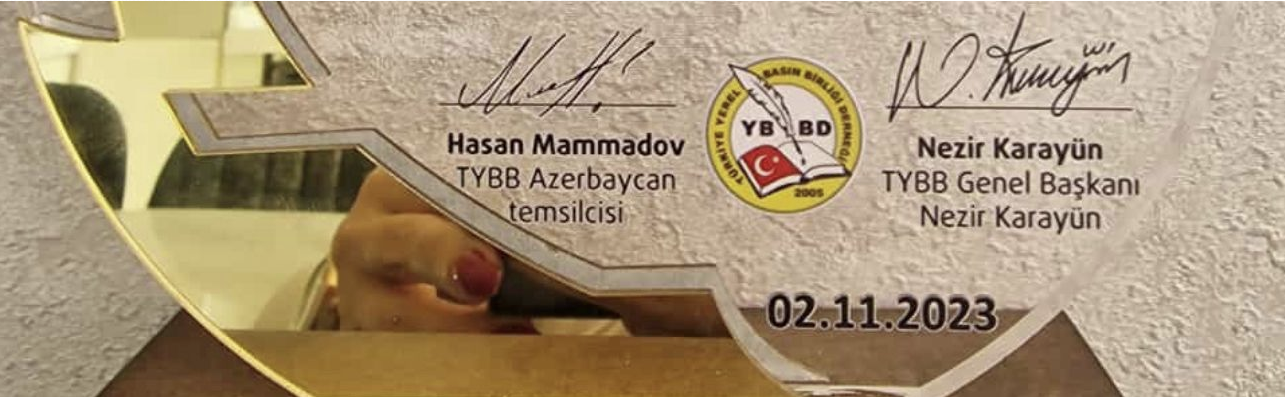 Hasan Mammadov
TYBB Azerbaycan
temsilcisi
TÜRKİYE YEREL BASIN BİRLİĞİ DERNEĞİ
YB BD
2005
Nezir Karayün
TYBB Genel Başkanı
Nezir Karayün
02.11.2023